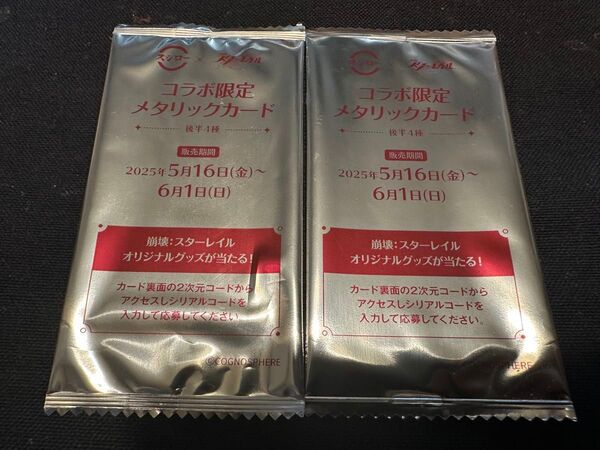 スシロー × スターレイル
コラボ限定
メタリックカード
後半4種
販売期間
2025年5月16日(金)～
6月1日(日)
崩壊：スターレイル
オリジナルグッズが当たる！
カード裏面の2次元コードから
アクセスしシリアルコードを
入力して応募してください。
©COGNOSPHERE
スシロー × スターレイル
コラボ限定
メタリックカード
後半4種
販売期間
2025年5月16日(金)～
6月1日(日)
崩壊：スターレイル
オリジナルグッズが当たる！
カード裏面の2次元コードから
アクセスしシリアルコードを
入力して応募してください。
©COGNOSPHERE